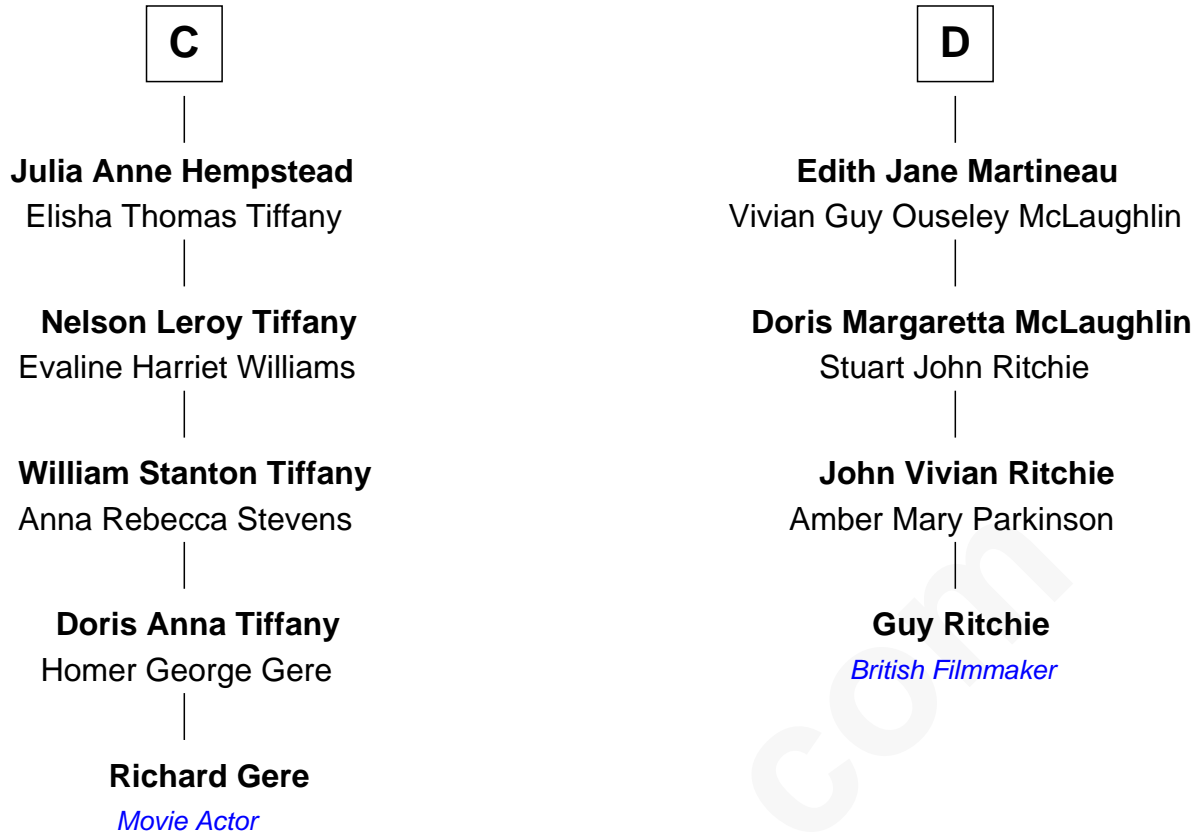 C
Julia Anne Hempstead
Elisha Thomas Tiffany
Nelson Leroy Tiffany
Evaline Harriet Williams
William Stanton Tiffany
Anna Rebecca Stevens
Doris Anna Tiffany
Homer George Gere
Richard Gere
Movie Actor
D
Edith Jane Martineau
Vivian Guy Ouseley McLaughlin
Doris Margaretta McLaughlin
Stuart John Ritchie
John Vivian Ritchie
Amber Mary Parkinson
Guy Ritchie
British Filmmaker
com